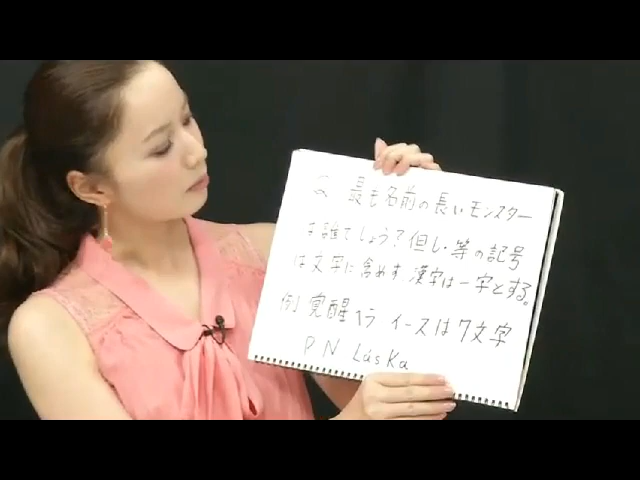 Q 最も名前の長いモンスター
は誰でしょう?但し・等の記号
は文字に含めず、漢字は一字とする。
例 覚醒ヘラ イースは7文字
PN Láska